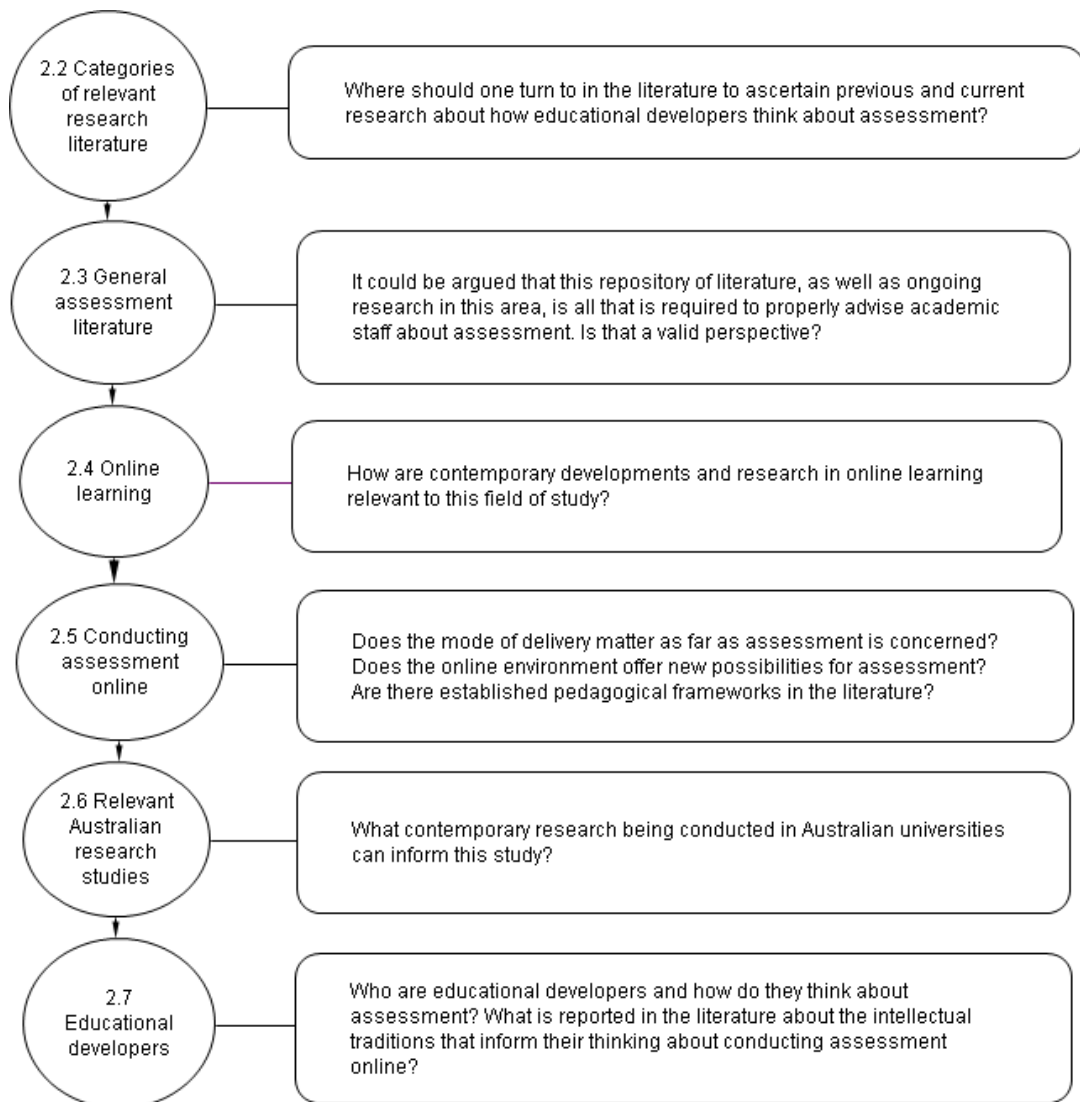 2.2 Categories
of relevant
research
literature
Where should one turn to in the literature to ascertain previous and current
research about how educational developers think about assessment?
2.3 General
assessment
literature
It could be argued that this repository of literature, as well as ongoing
research in this area, is all that is required to properly advise academic
staff about assessment. Is that a valid perspective?
2.4 Online
learning
How are contemporary developments and research in online learning
relevant to this field of study?
2.5 Conducting
assessment
online
Does the mode of delivery matter as far as assessment is concerned?
Does the online environment offer new possibilities for assessment?
Are there established pedagogical frameworks in the literature?
2.6 Relevant
Australian
research
studies
What contemporary research being conducted in Australian universities
can inform this study?
2.7
Educational
developers
Who are educational developers and how do they think about
assessment? What is reported in the literature about the intellectual
traditions that inform their thinking about conducting assessment
online?